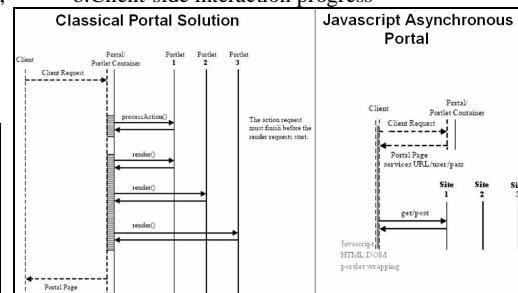 b.Client-side interaction progress
Classical Portal Solution
Client
Portal/
Portlet Container
Portlet
1
Portlet
2
Portlet
3
Client Request
processAction()
The action request
must finish before the
render requests start.
render()
render()
render()
Portal Page
Javascript Asynchronous
Portal
Client
Portal/
Portlet Container
Client Request
Portal Page
services URL/user/pass
Site
1
Site
2
get/post
Javascript
HTML DOM
portlet wrapping